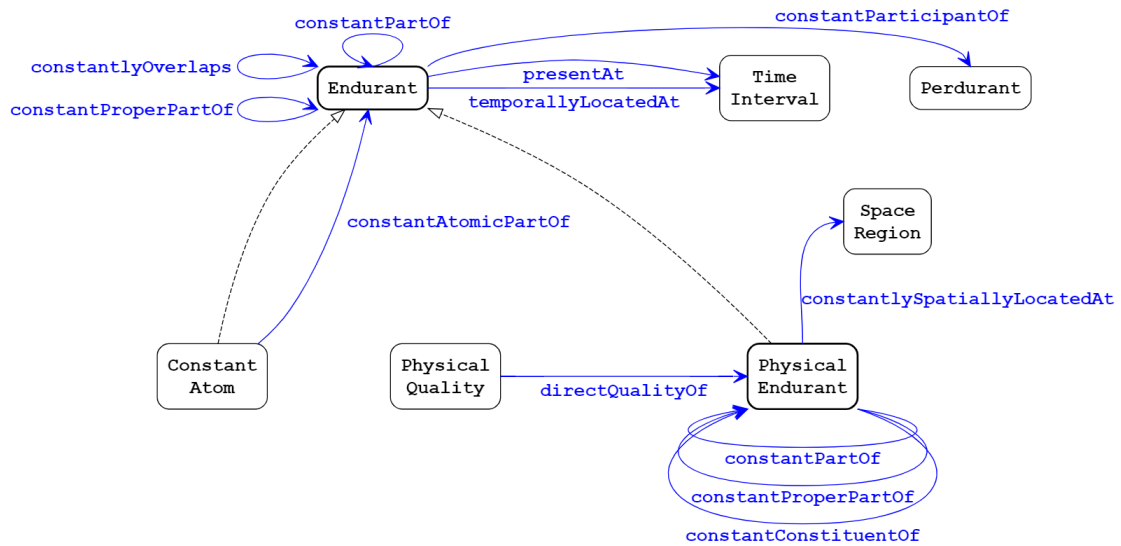 constantPartOf
constantParticipantOf
constantlyOverlaps
Endurant
presentAt
Time
Interval
Perdurant
constantProperPartOf
temporallyLocatedAt
constantAtomicPartOf
Space
Region
constantlySpatiallyLocatedAt
Constant
Atom
Physical
Quality
directQualityOf
Physical
Endurant
constantPartOf
constantProperPartOf
constantConstituentOf